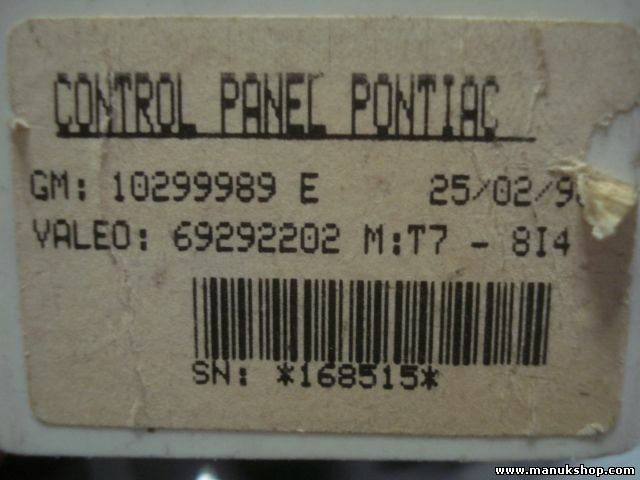 CONTROL PANEL PONTIAC
GM: 10299989 E 25/02/9
VALEO: 69292202 M:T7 - 8I4
SN: *168515*
www.manukshop.com